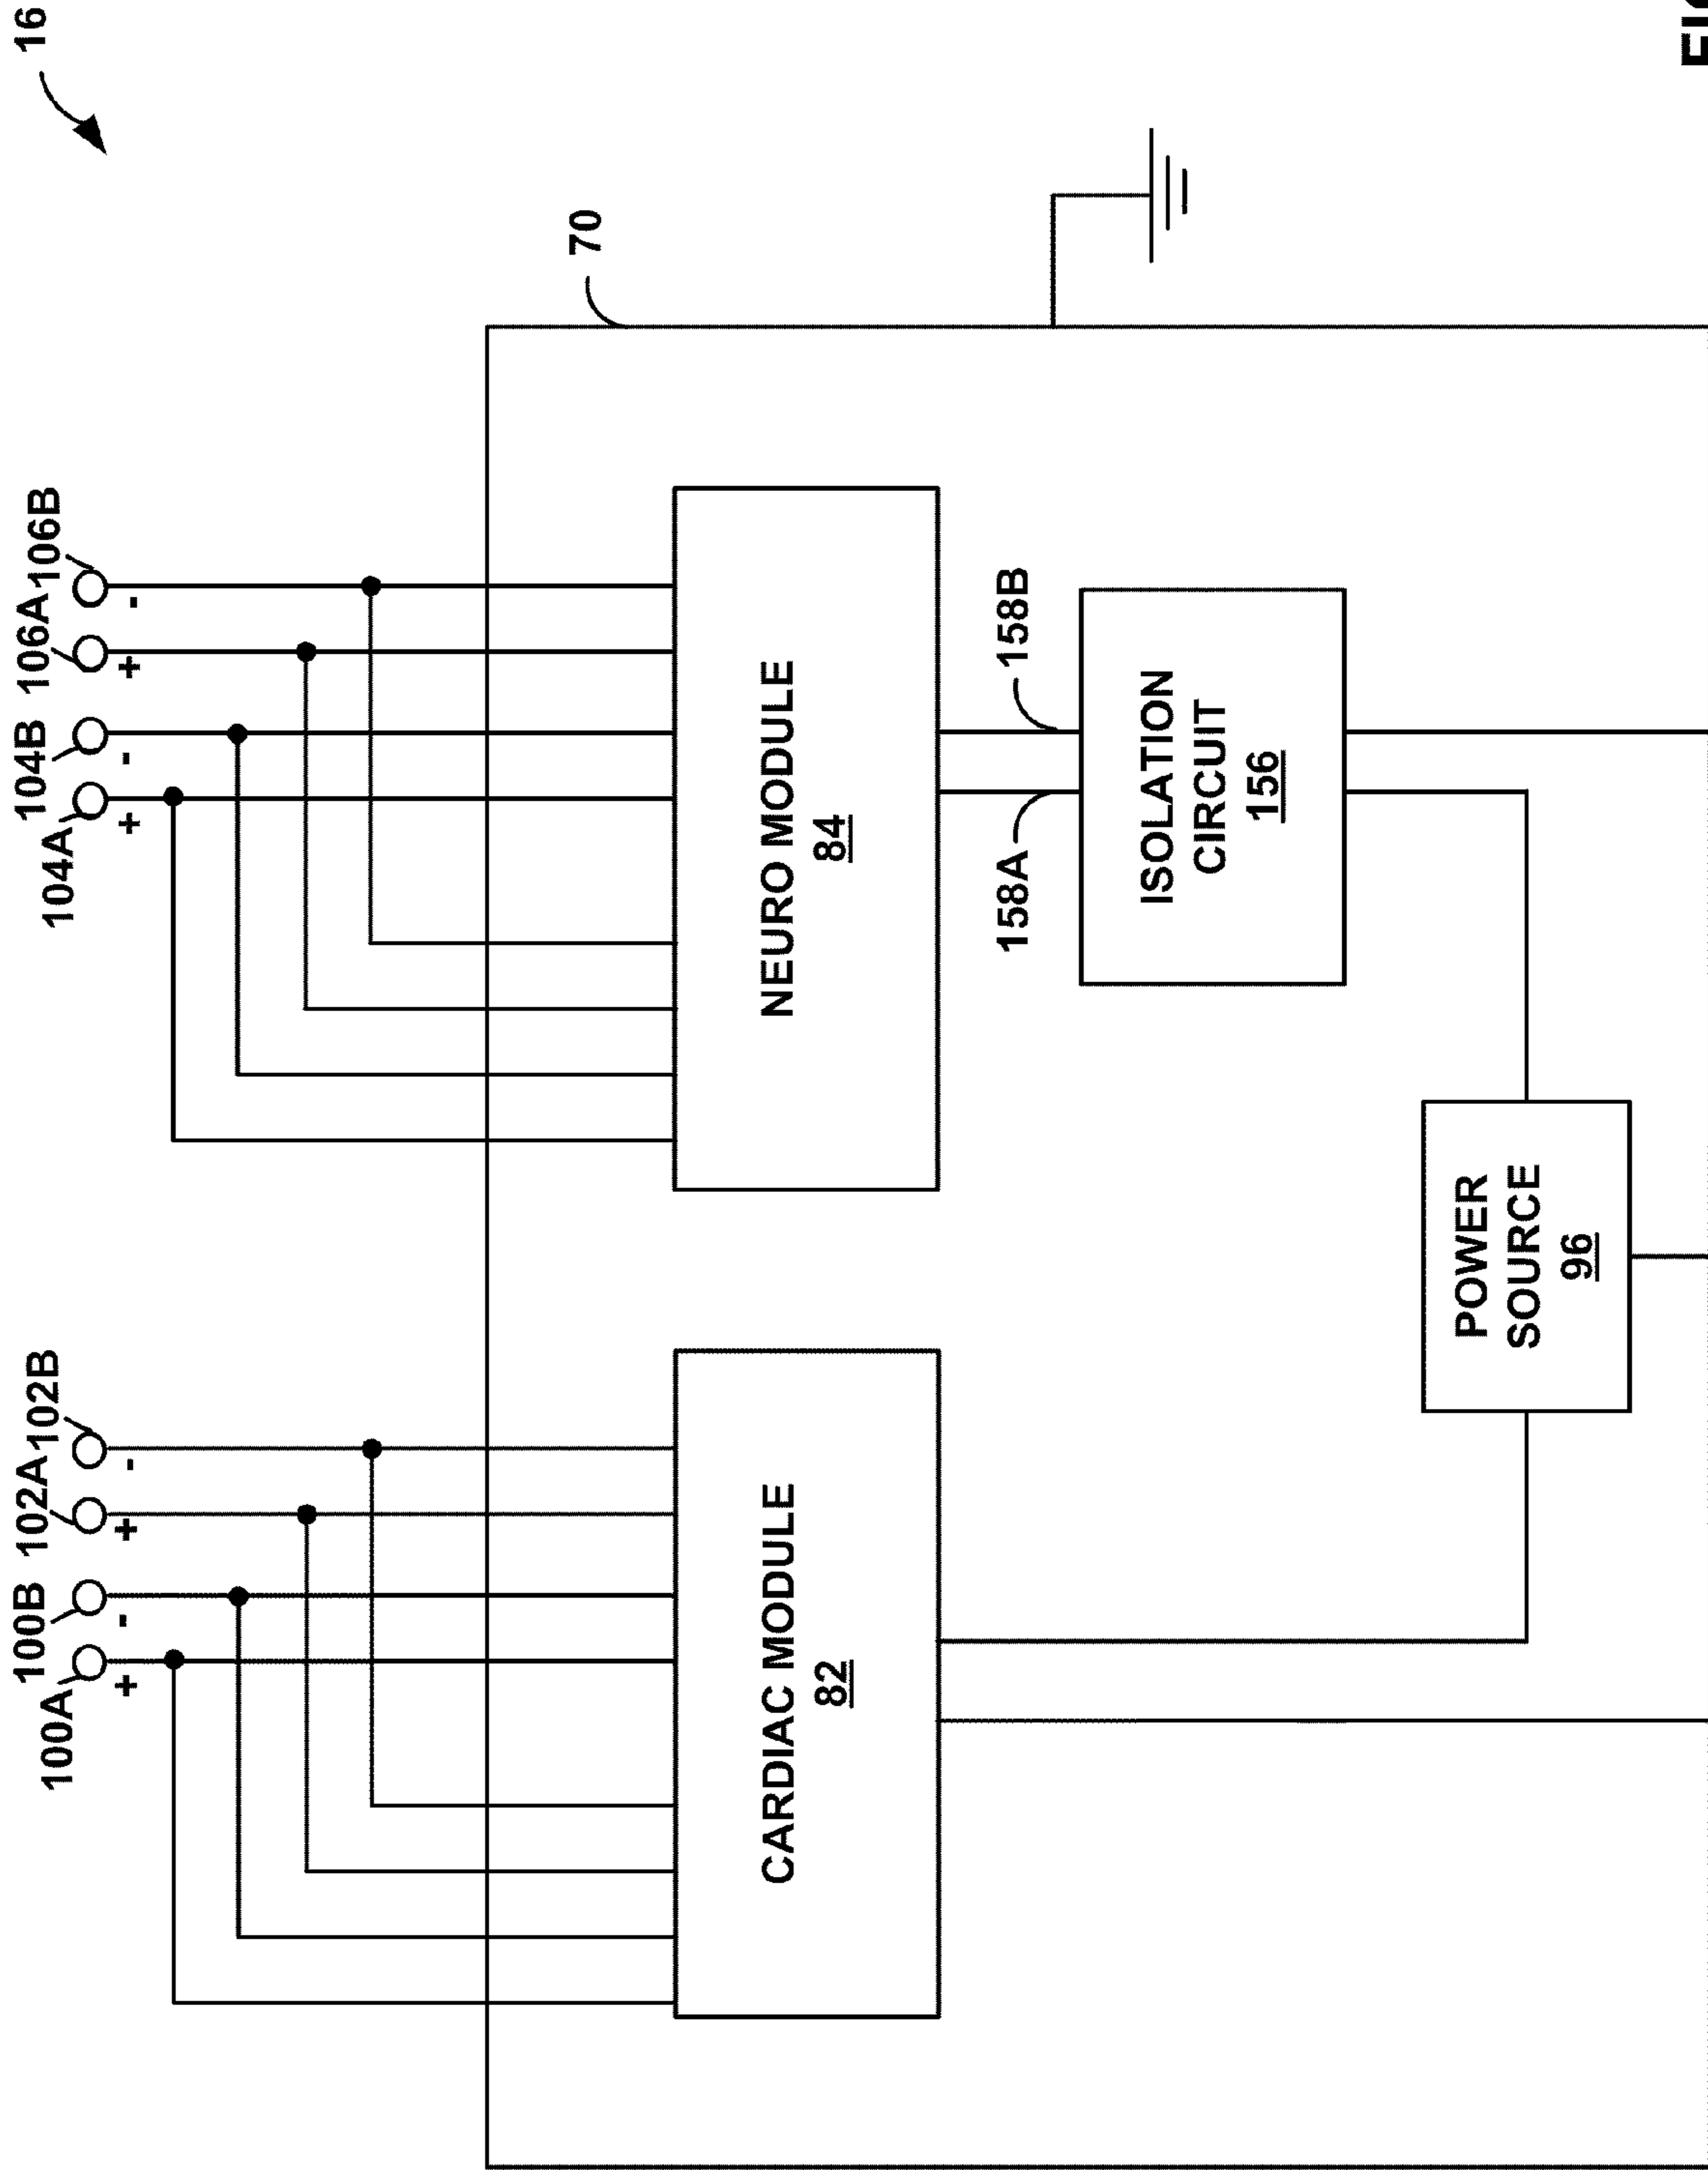 16
70
100A
100B
102A
102B
104A
104B
106A
106B
+
-
+
-
+
-
+
-
CARDIAC MODULE
82
NEURO MODULE
84
158A
158B
ISOLATION
CIRCUIT
156
POWER
SOURCE
96